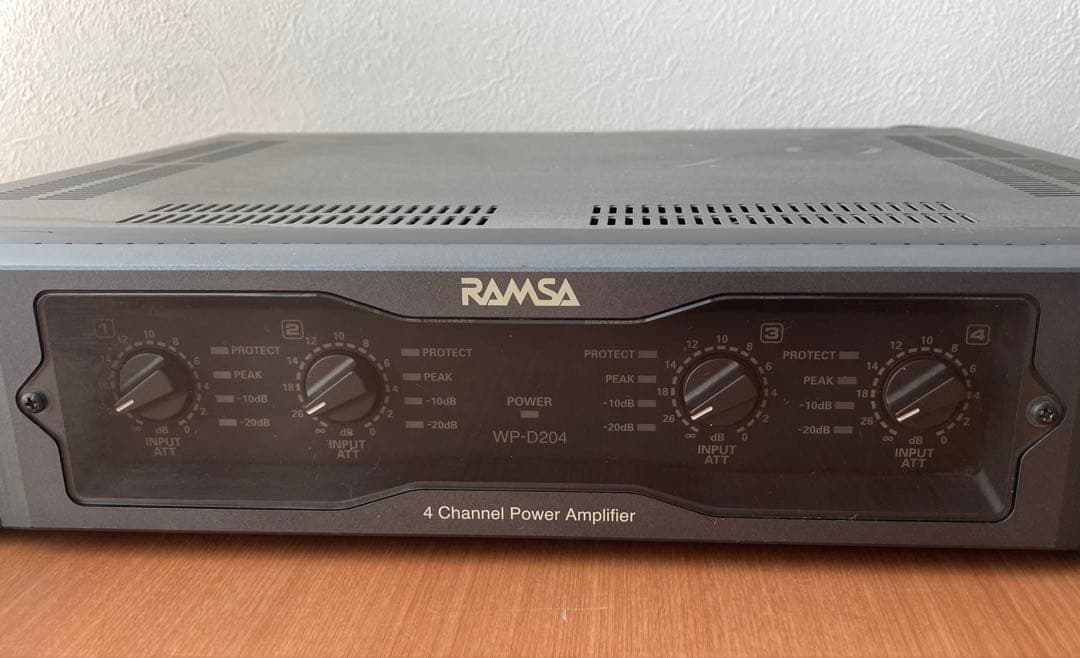 RAMSA
1
10
12
8
14
6
18
4
2
∞
dB
0
INPUT
ATT
PROTECT
PEAK
-10dB
-20dB
2
10
12
8
14
6
18
4
26
2
∞
dB
0
INPUT
ATT
PROTECT
PEAK
-10dB
-20dB
POWER
WP-D204
PROTECT
PEAK
-10dB
-20dB
3
10
12
8
14
6
18
4
26
2
∞
dB
0
INPUT
ATT
PROTECT
PEAK
-10dB
-20dB
4
10
12
8
14
6
18
4
26
2
∞
dB
0
INPUT
ATT
4 Channel Power Amplifier